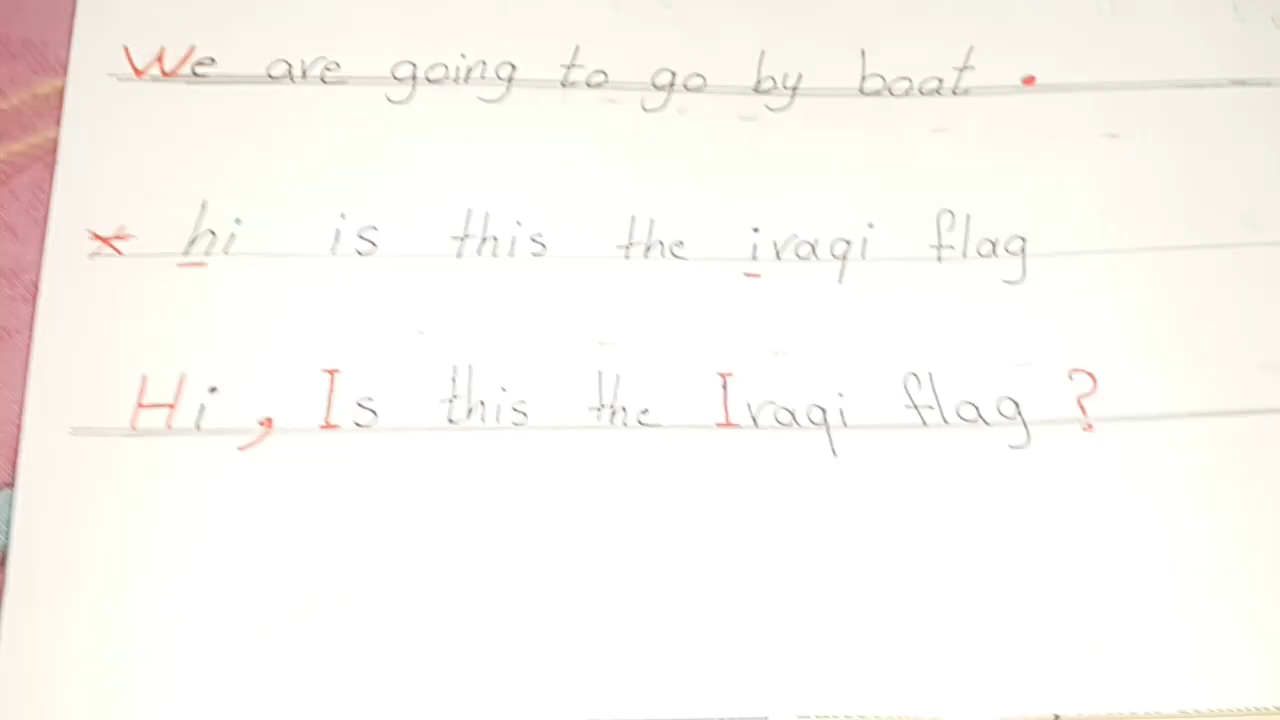 We are going to go by boat.
* hi is this the iraqi flag
Hi, Is this the Iraqi flag?